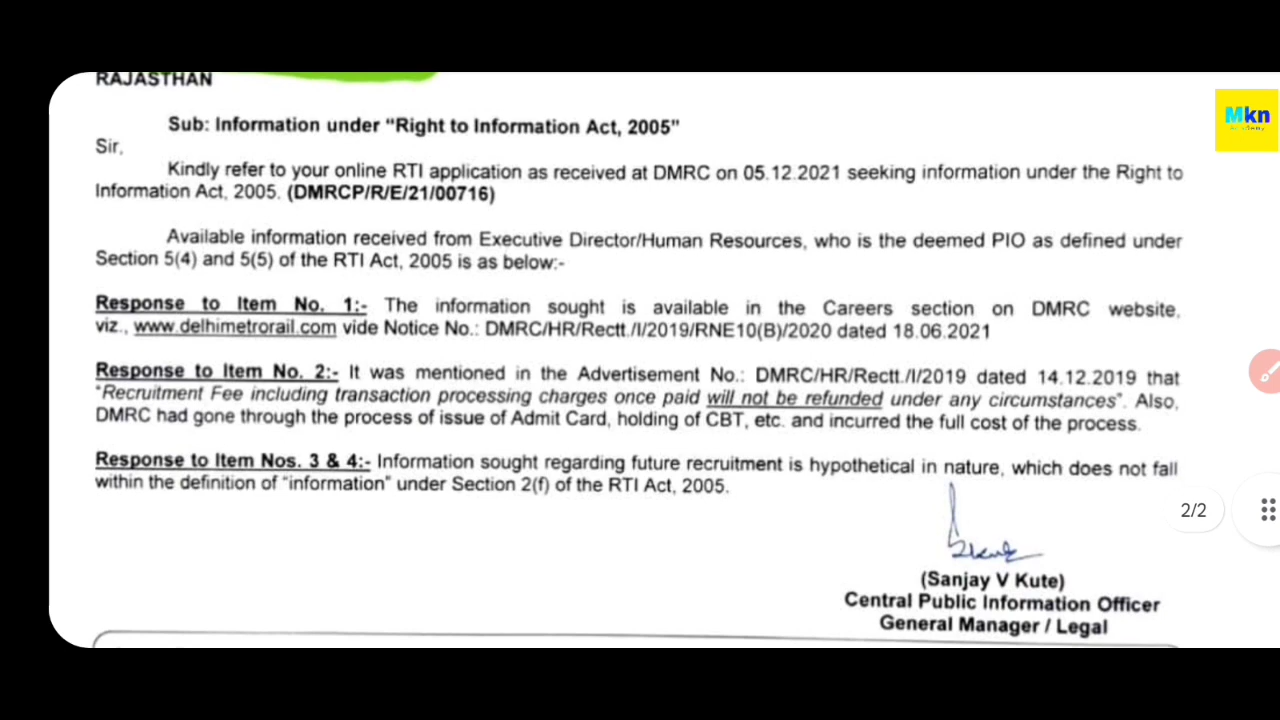 RAJASTHAN
Mkn
Academy
Sub: Information under "Right to Information Act, 2005"
Sir,
Kindly refer to your online RTI application as received at DMRC on 05.12.2021 seeking information under the Right to
Information Act, 2005. (DMRCP/R/E/21/00716)
Available information received from Executive Director/Human Resources, who is the deemed PIO as defined under
Section 5(4) and 5(5) of the RTI Act, 2005 is as below:-
Response to Item No. 1:- The information sought is available in the Careers section on DMRC website,
viz., www.delhimetrorail.com vide Notice No.: DMRC/HR/Rectt./I/2019/RNE10(B)/2020 dated 18.06.2021
Response to Item No. 2:- It was mentioned in the Advertisement No.: DMRC/HR/Rectt./I/2019 dated 14.12.2019 that
"Recruitment Fee including transaction processing charges once paid will not be refunded under any circumstances". Also,
DMRC had gone through the process of issue of Admit Card, holding of CBT, etc. and incurred the full cost of the process.
Response to Item Nos. 3 & 4:- Information sought regarding future recruitment is hypothetical in nature, which does not fall
within the definition of "information" under Section 2(f) of the RTI Act, 2005.
2/2
(Sanjay V Kute)
Central Public Information Officer
General Manager / Legal